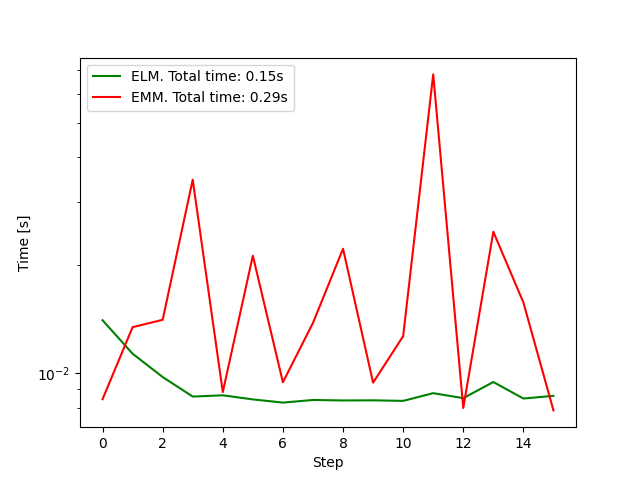 ELM. Total time: 0.15s
EMM. Total time: 0.29s
Time [s]
10⁻²
0 2 4 6 8 10 12 14
Step